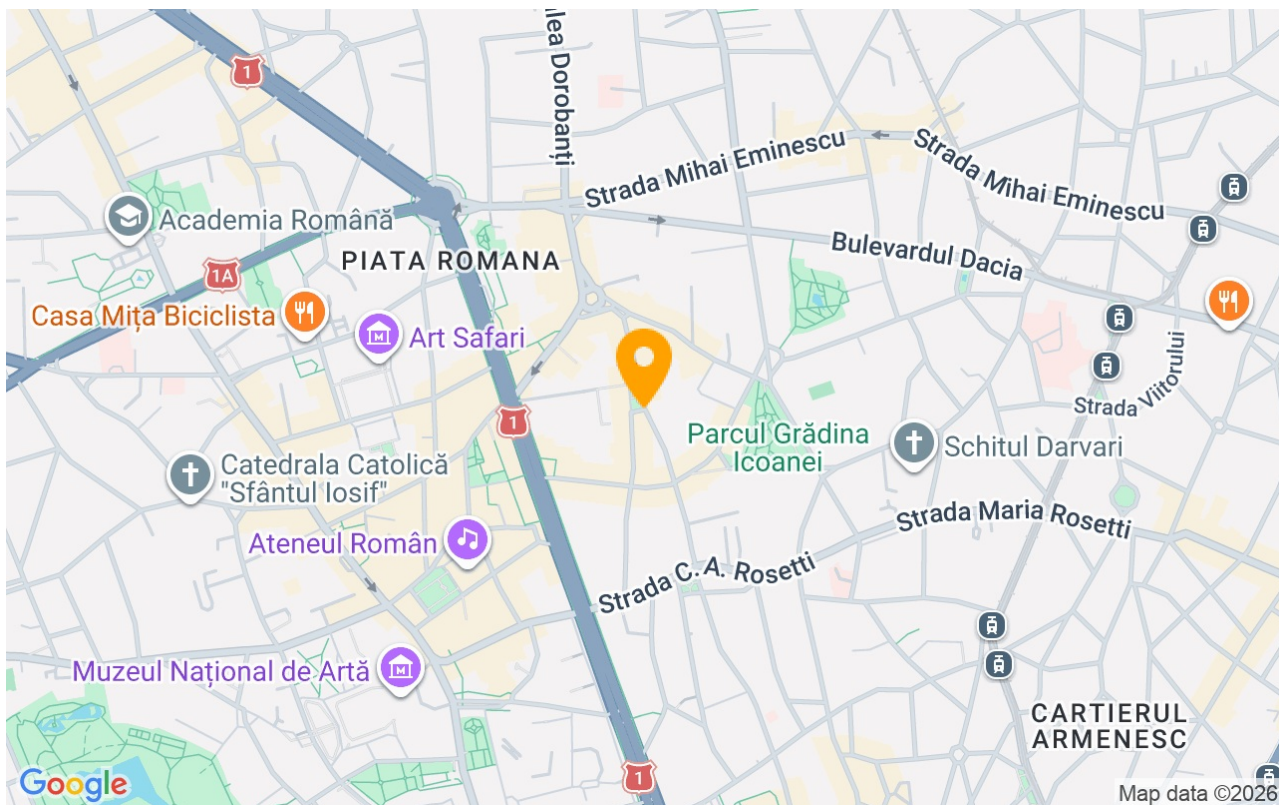 1
lea Dorobanți
Strada Mihai Eminescu
Strada Mihai Eminescu
Academia Română
PIATA ROMANA
Bulevardul Dacia
1A
Casa Mița Biciclista
Art Safari
Strada Viitorului
1
Parcul Grădina
Icoanei
Schitul Darvari
Catedrala Catolică
"Sfântul Iosif"
Strada Maria Rosetti
Ateneul Român
Strada C. A. Rosetti
Muzeul Național de Artă
CARTIERUL
ARMENESC
1
Google
Map data ©2026